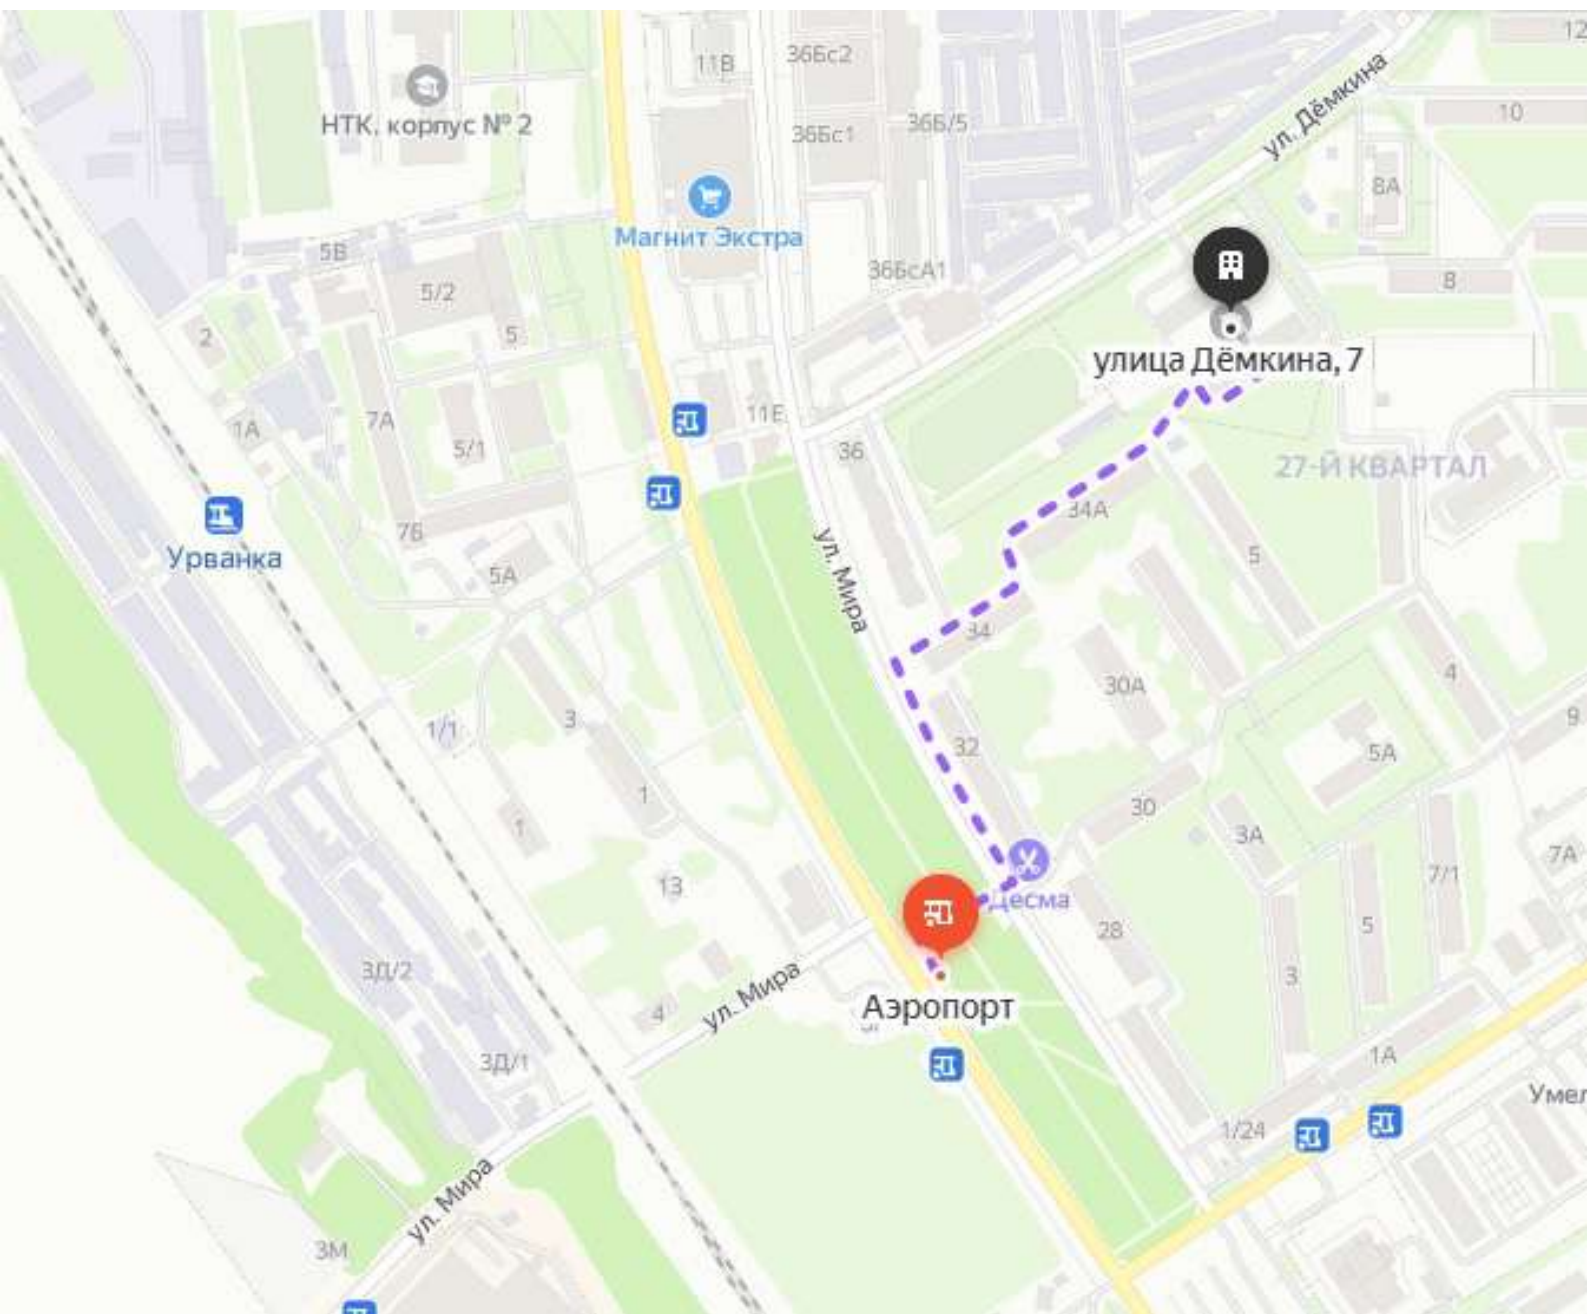 12
11В
36Бс2
ул. Дёмкина
НТК, корпус № 2
36Бс1
36Б/5
10
8А
Магнит Экстра
5В
36БсА1
8
5/2
2
5
улица Дёмкина, 7
7А
11Е
1А
5/1
36
27-Й КВАРТАЛ
34А
7Б
Урванка
5А
ул. Мира
5
34
30А
4
3
1/1
32
9
5А
1
30
1
3А
7А
13
7/1
Десма
28
5
3Д/2
ул. Мира
3
4
Аэропорт
3Д/1
1А
Умел
1/24
ул. Мира
3М